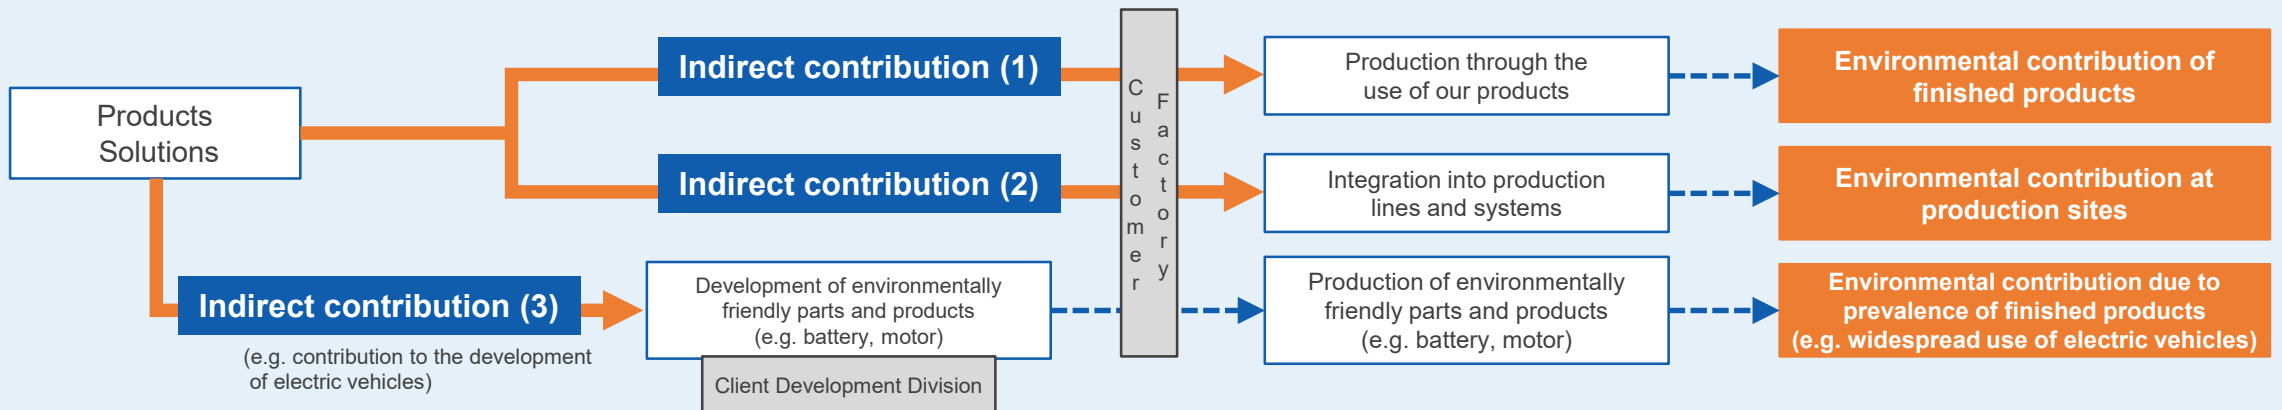 Products
Solutions
Indirect contribution (1)
Indirect contribution (2)
Indirect contribution (3)
(e.g. contribution to the development
of electric vehicles)
Development of environmentally
friendly parts and products
(e.g. battery, motor)
Client Development Division
Customer
Factory
Production through the
use of our products
Integration into production
lines and systems
Production of environmentally
friendly parts and products
(e.g. battery, motor)
Environmental contribution of
finished products
Environmental contribution at
production sites
Environmental contribution due to
prevalence of finished products
(e.g. widespread use of electric vehicles)